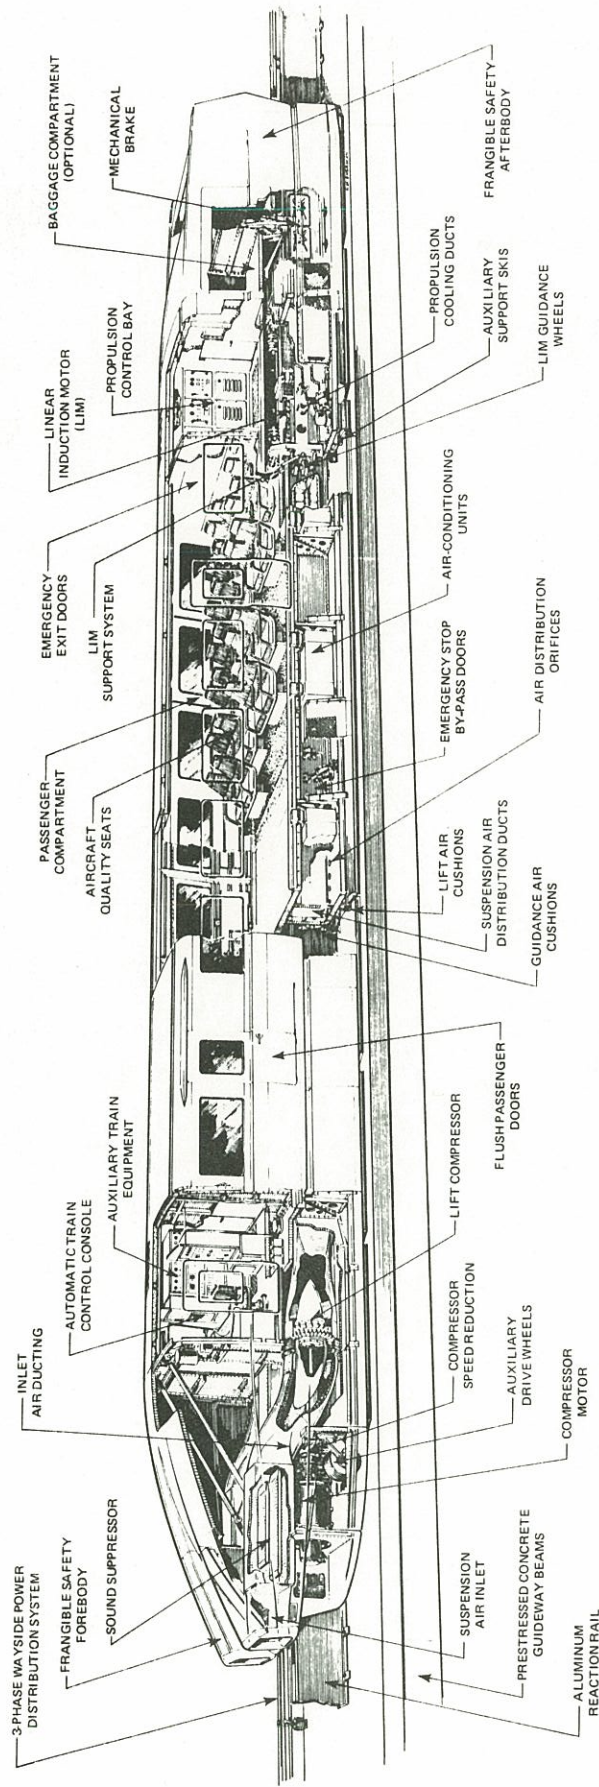 3-PHASE WAYSIDE POWER
DISTRIBUTION SYSTEM
FRANGIBLE SAFETY
FOREBODY
SOUND SUPPRESSOR
INLET
AIR DUCTING
AUTOMATIC TRAIN
CONTROL CONSOLE
AUXILIARY TRAIN
EQUIPMENT
PASSENGER
COMPARTMENT
AIRCRAFT
QUALITY SEATS
EMERGENCY
EXIT DOORS
LIM
SUPPORT SYSTEM
LINEAR
INDUCTION MOTOR
(LIM)
PROPULSION
CONTROL BAY
BAGGAGE COMPARTMENT
(OPTIONAL)
MECHANICAL
BRAKE
ALUMINUM
REACTION RAIL
PRESTRESSED CONCRETE
GUIDEWAY BEAMS
SUSPENSION
AIR INLET
COMPRESSOR
MOTOR
AUXILIARY
DRIVE WHEELS
COMPRESSOR
SPEED REDUCTION
LIFT COMPRESSOR
FLUSH PASSENGER
DOORS
GUIDANCE AIR
CUSHIONS
SUSPENSION AIR
DISTRIBUTION DUCTS
LIFT AIR
CUSHIONS
AIR DISTRIBUTION
ORIFICES
EMERGENCY STOP
BY-PASS DOORS
AIR-CONDITIONING
UNITS
LIM GUIDANCE
WHEELS
AUXILIARY
SUPPORT SKIS
PROPULSION
COOLING DUCTS
FRANGIBLE SAFETY
AFTERBODY